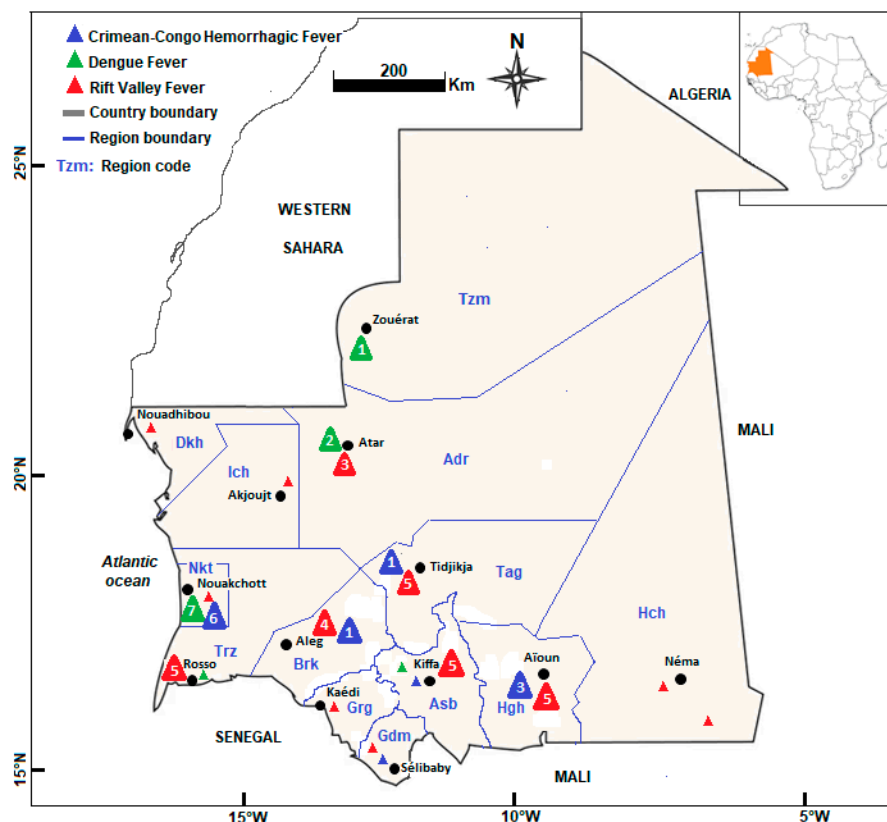 Crimean-Congo Hemorrhagic Fever
Dengue Fever
Rift Valley Fever
Country boundary
Region boundary
Tzm: Region code
200
Km
N
ALGERIA
25°N
WESTERN
SAHARA
Tzm
Zouérat
1
Nouadhibou
Dkh
2
Atar
3
Adr
MALI
20°N
Ich
Akjoujt
Atlantic
ocean
Nkt
Nouakchott
7
6
1
Tidjikja
5
Tag
Hch
4
1
Aleg
Brk
Trz
5
Rosso
Kiffa
5
Asb
Aïoun
3
5
Hgh
Néma
Kaédi
Grg
Gdm
Sélibaby
SENEGAL
MALI
15°N
15°W
10°W
5°W